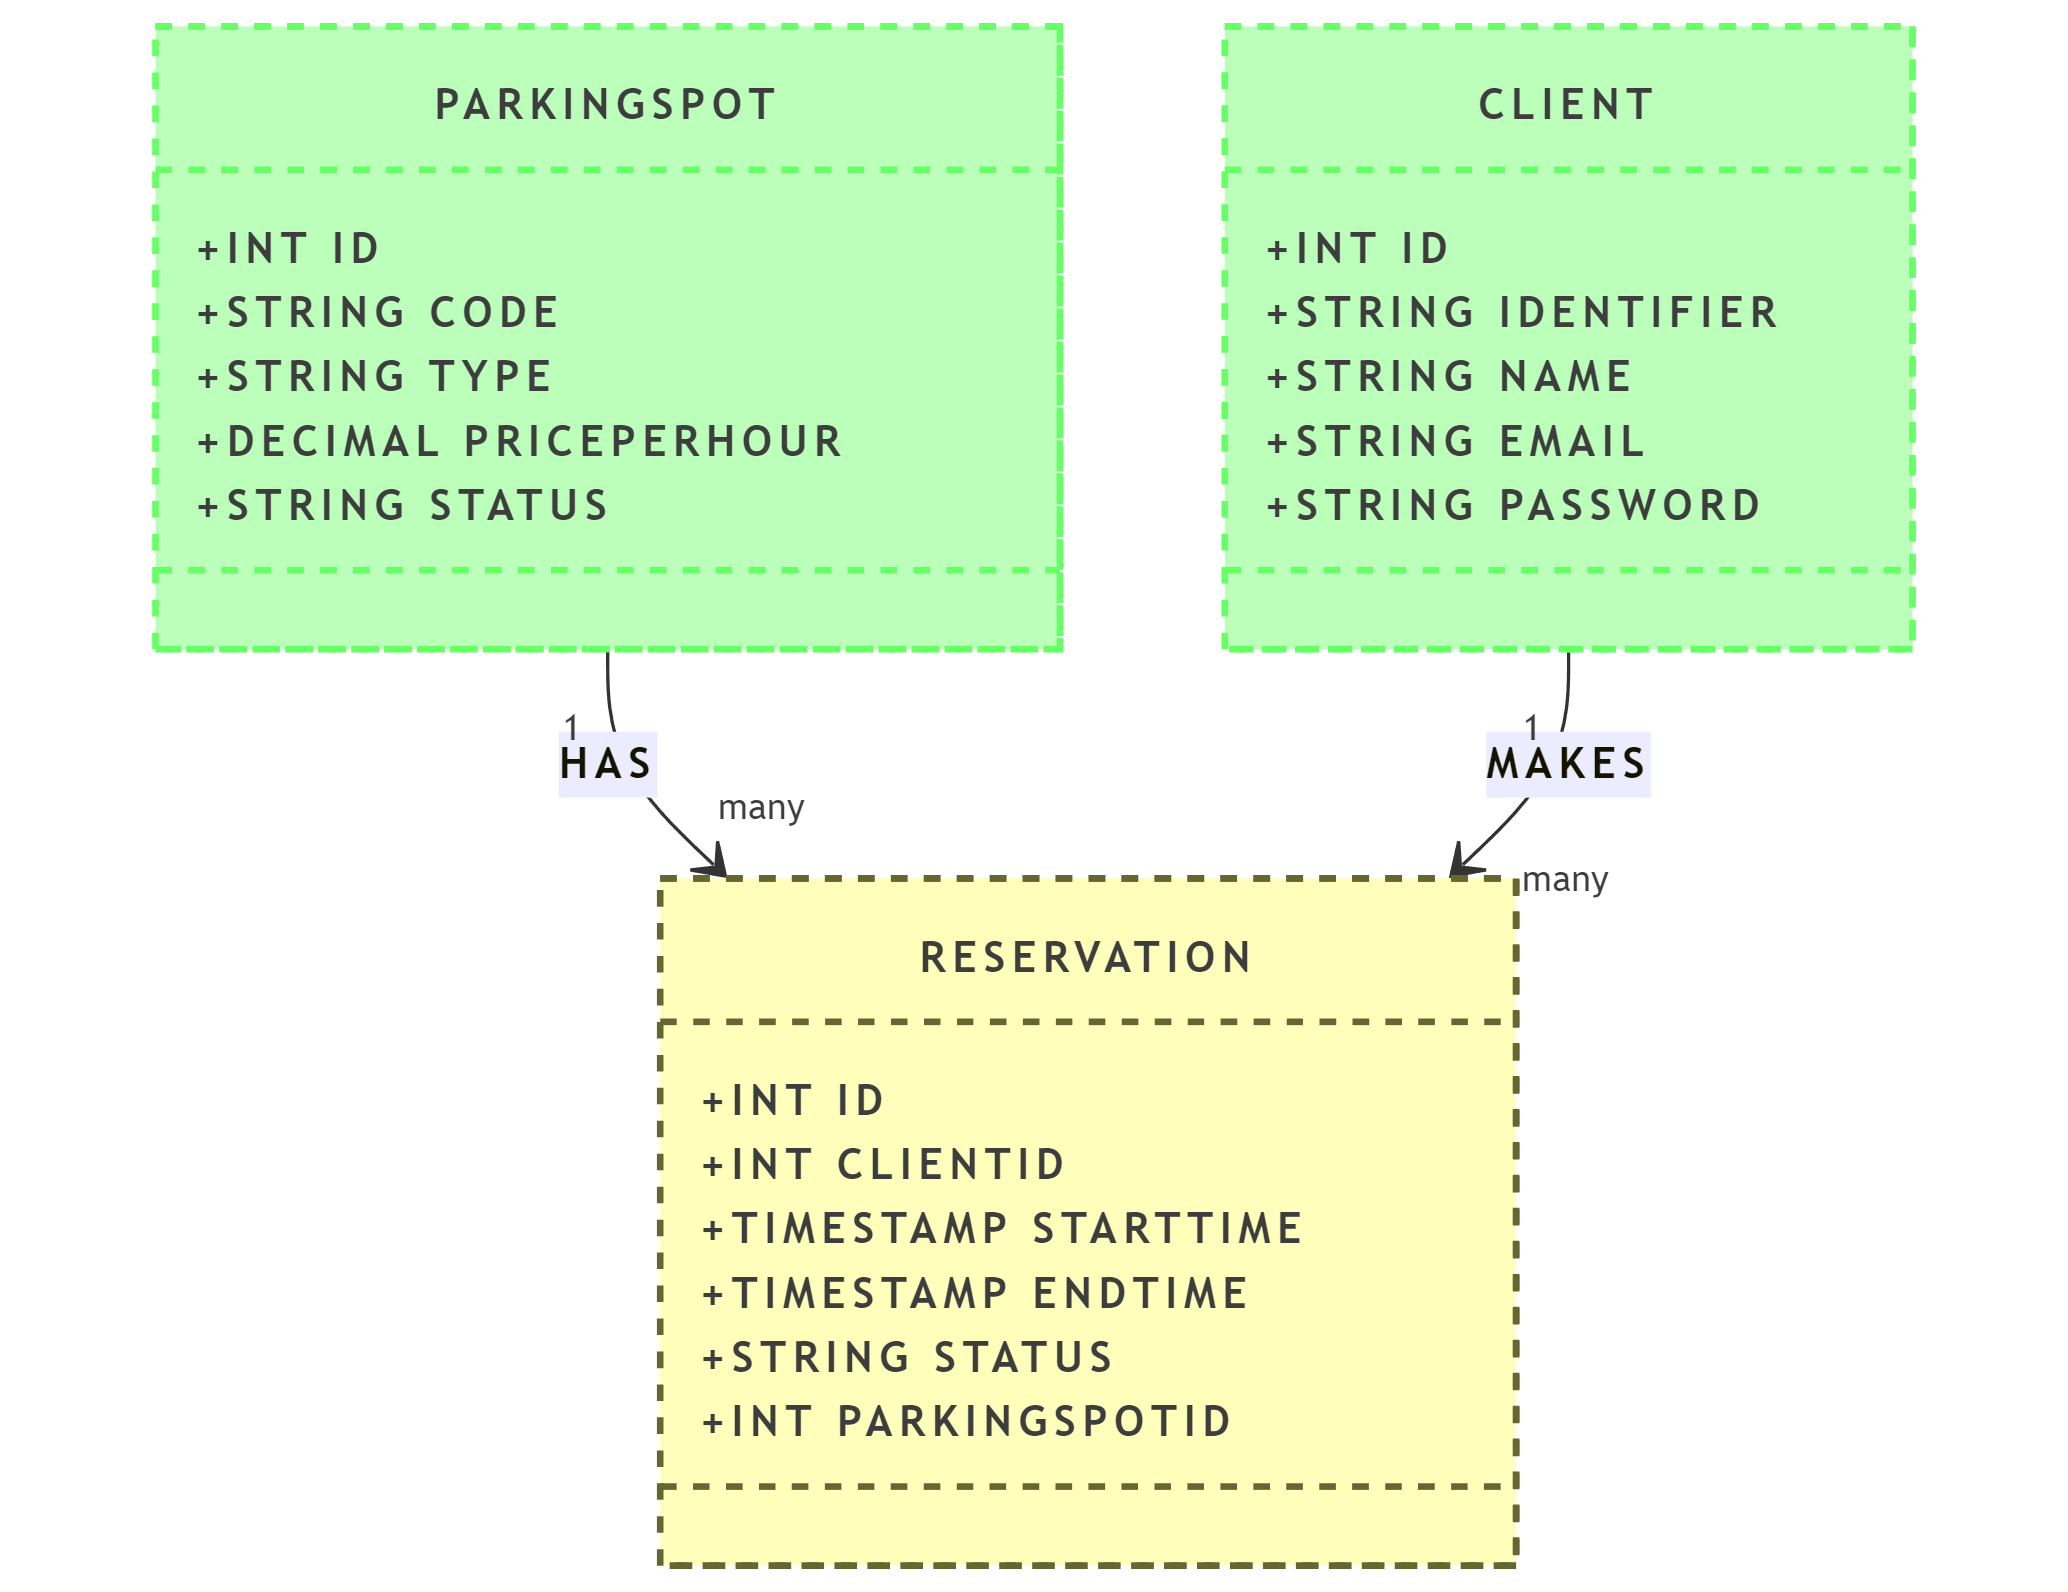 PARKINGSPOT
+INT ID
+STRING CODE
+STRING TYPE
+DECIMAL PRICEPERHOUR
+STRING STATUS
CLIENT
+INT ID
+STRING IDENTIFIER
+STRING NAME
+STRING EMAIL
+STRING PASSWORD
1
HAS
many
1
MAKES
many
RESERVATION
+INT ID
+INT CLIENTID
+TIMESTAMP STARTTIME
+TIMESTAMP ENDTIME
+STRING STATUS
+INT PARKINGSPOTID